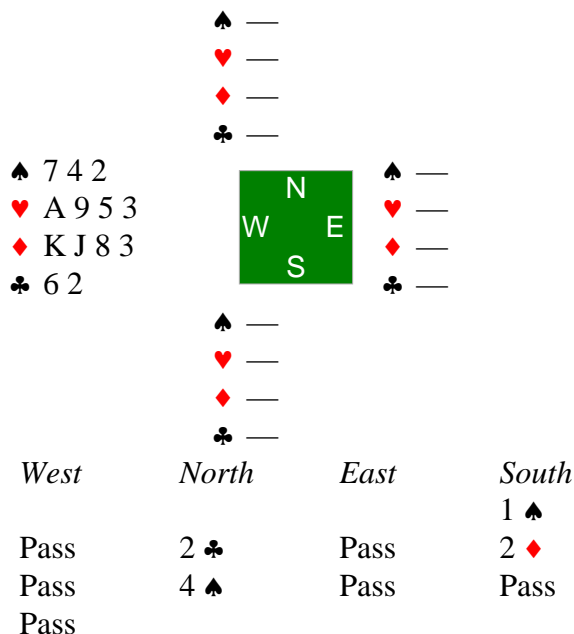 ♠ —
♥ —
♦ —
♣ —
♠ 7 4 2
♥ A 9 5 3
♦ K J 8 3
♣ 6 2
N
W E
S
♠ —
♥ —
♦ —
♣ —
♠ —
♥ —
♦ —
♣ —
West North East South
1 ♠
Pass 2 ♣ Pass 2 ♦
Pass 4 ♠ Pass Pass
Pass